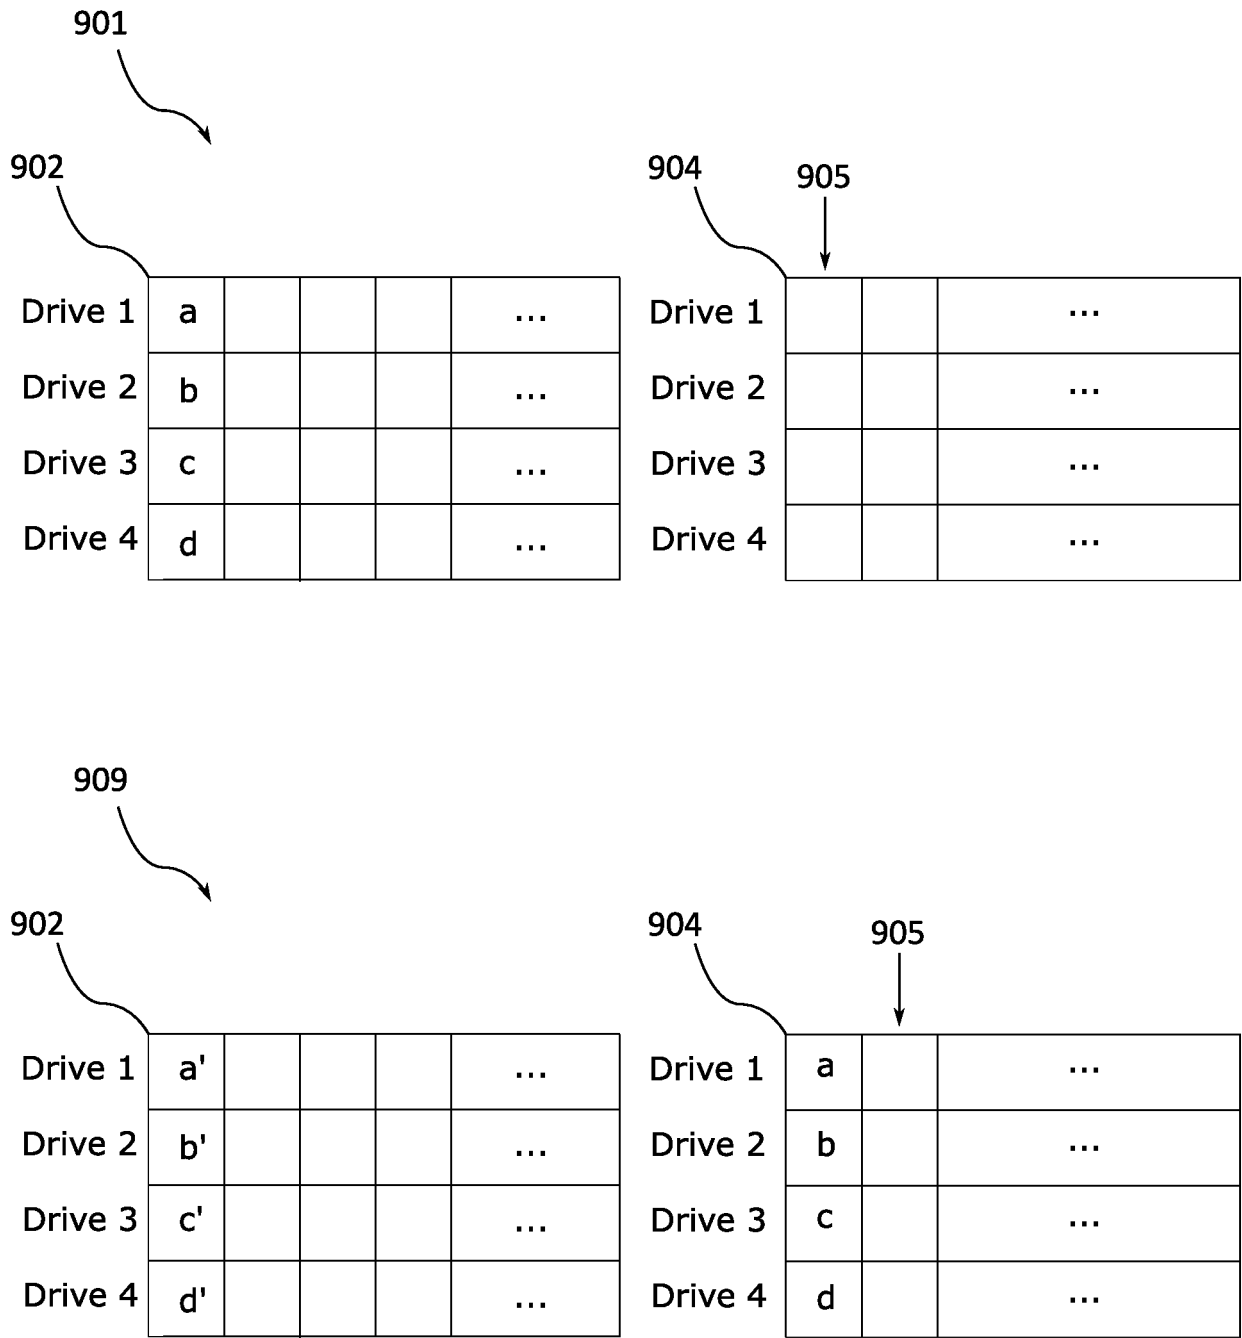 901
902
904
905
Drive 1 a ... Drive 1 ...
Drive 2 b ... Drive 2 ...
Drive 3 c ... Drive 3 ...
Drive 4 d ... Drive 4 ...
909
902
904
905
Drive 1 a' ... Drive 1 a ...
Drive 2 b' ... Drive 2 b ...
Drive 3 c' ... Drive 3 c ...
Drive 4 d' ... Drive 4 d ...